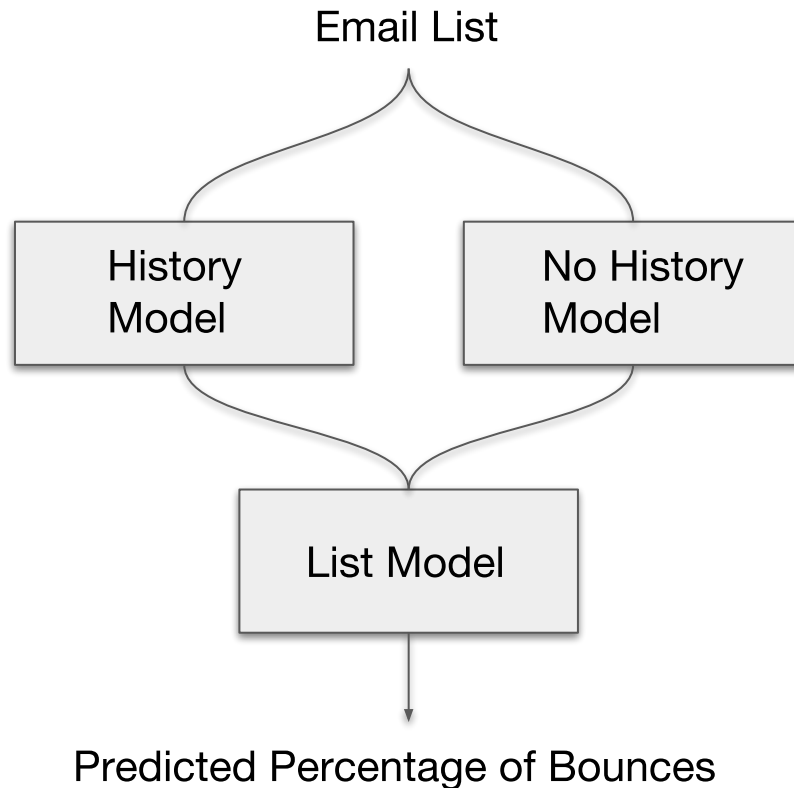 Email List
History
Model
No History
Model
List Model
Predicted Percentage of Bounces